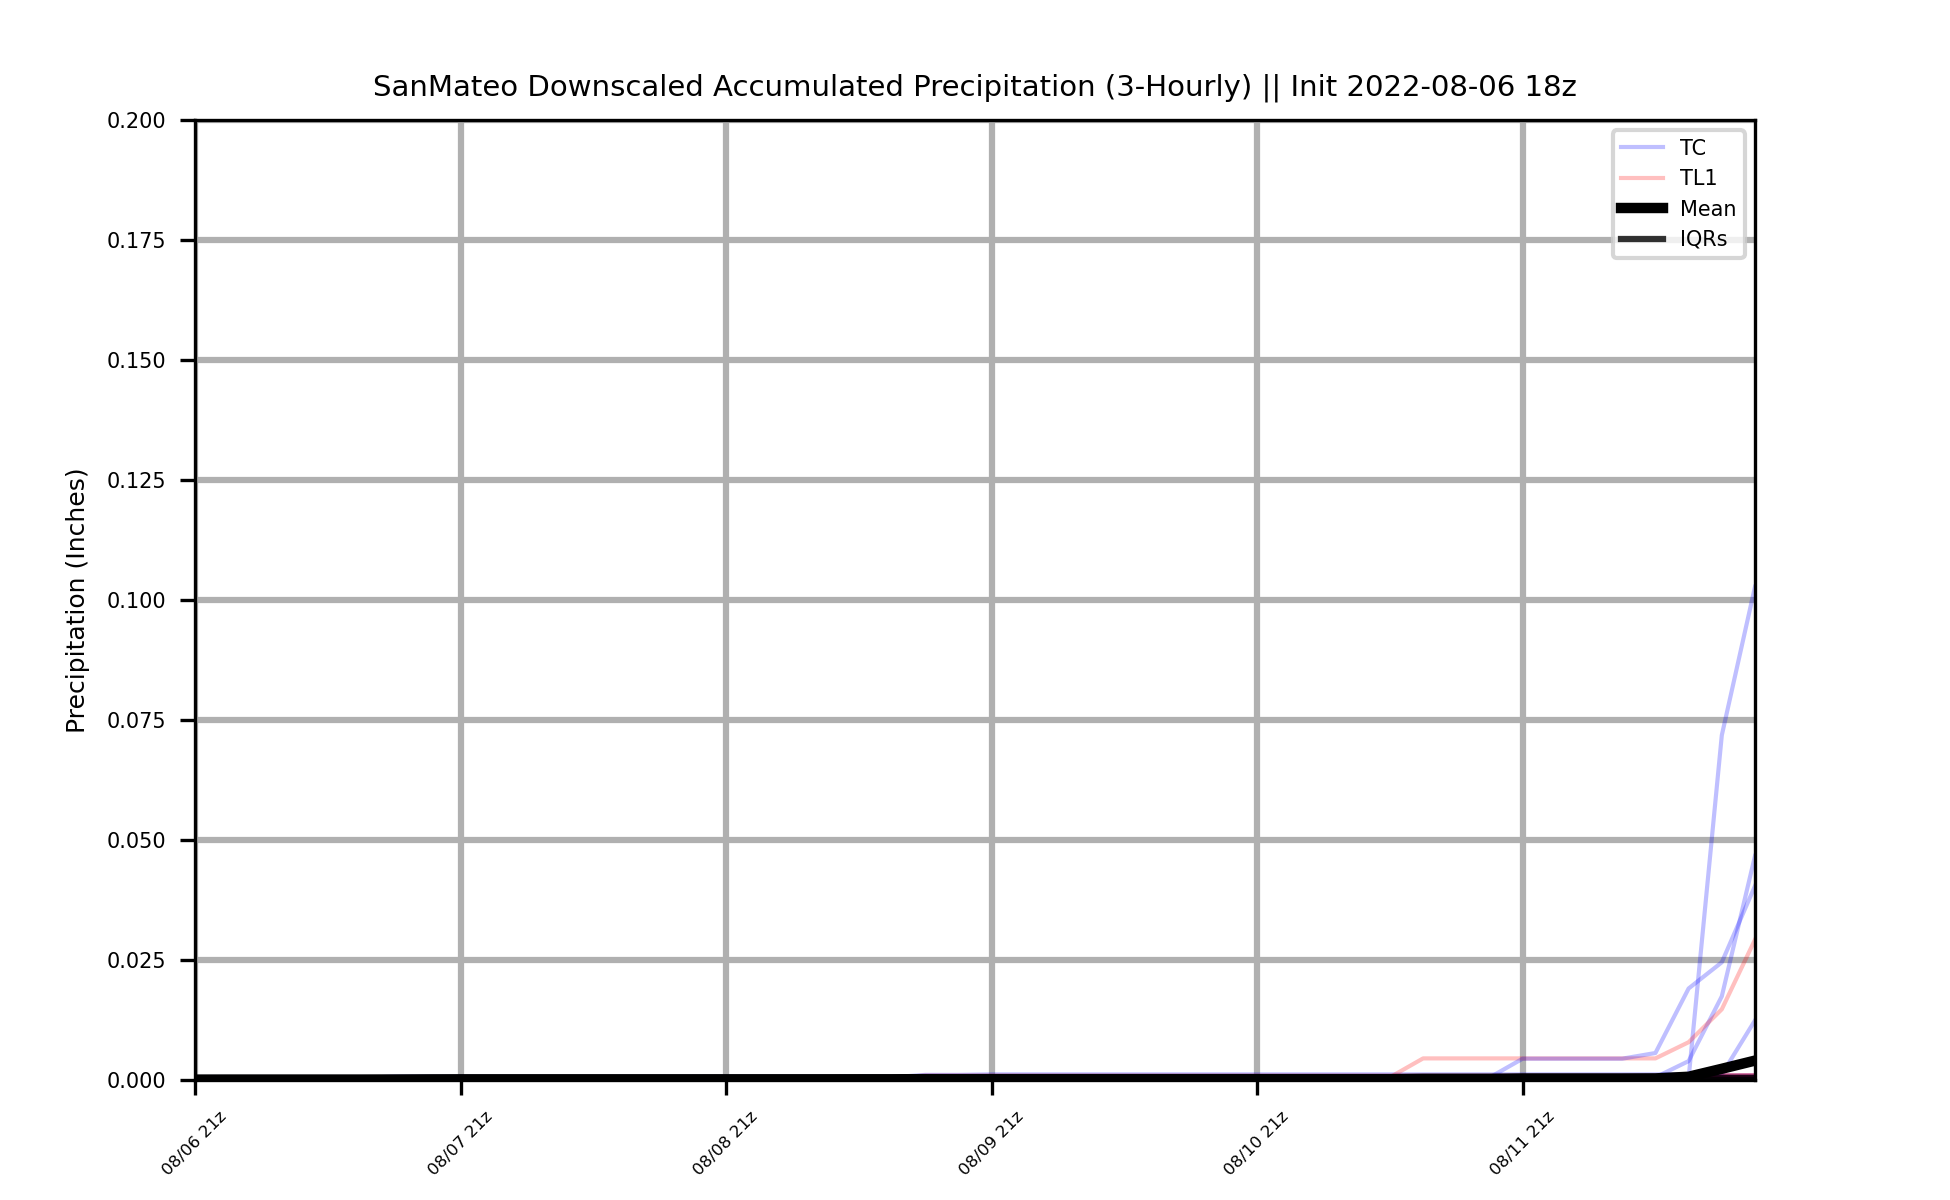 SanMateo Downscaled Accumulated Precipitation (3-Hourly) || Init 2022-08-06 18z
TC
TL1
Mean
IQRs
Precipitation (Inches)
0.200
0.175
0.150
0.125
0.100
0.075
0.050
0.025
0.000
08/06 21z
08/07 21z
08/08 21z
08/09 21z
08/10 21z
08/11 21z